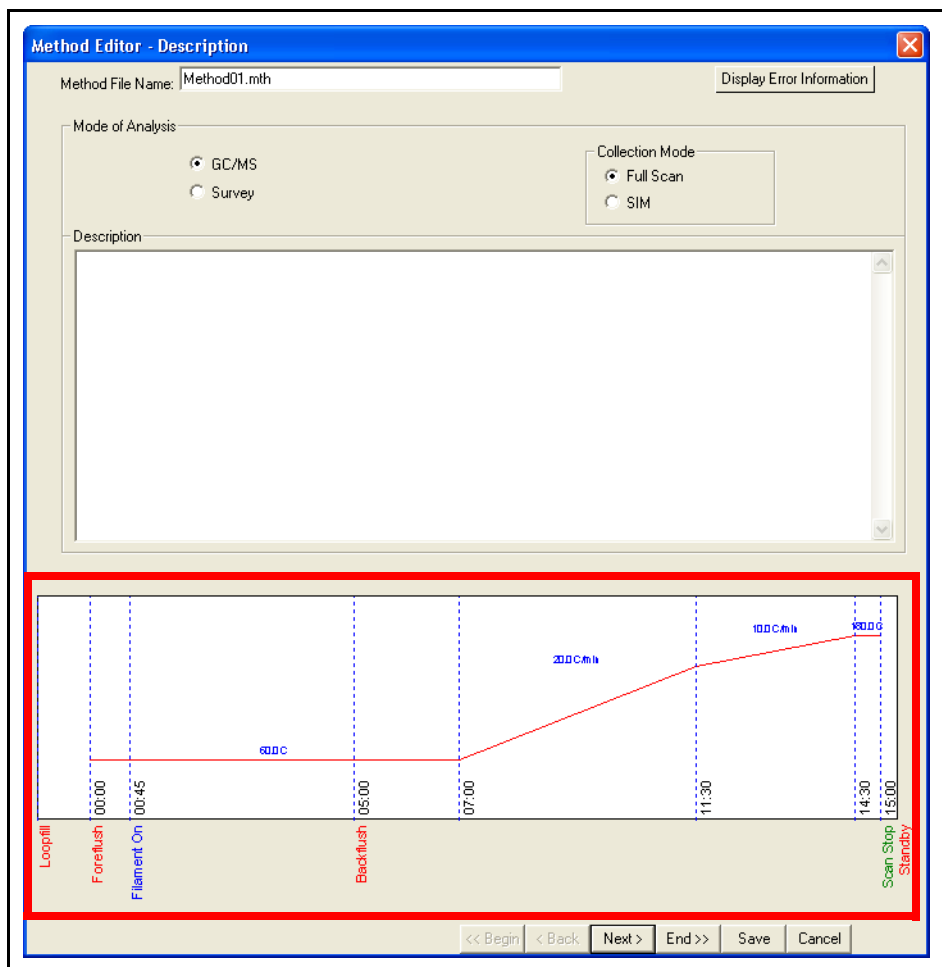 Method Editor - Description
Method File Name: Method01.mth Display Error Information
Mode of Analysis
GC/MS
Survey
Collection Mode
Full Scan
SIM
Description
10.0 C/min 180.0 C
20.0 C/min
60.0 C
00:00 00:45 05:00 07:00 11:30 14:30 15:00
Loopfill Foreflush Filament On Backflush Scan Stop Standby
<< Begin < Back Next > End >> Save Cancel